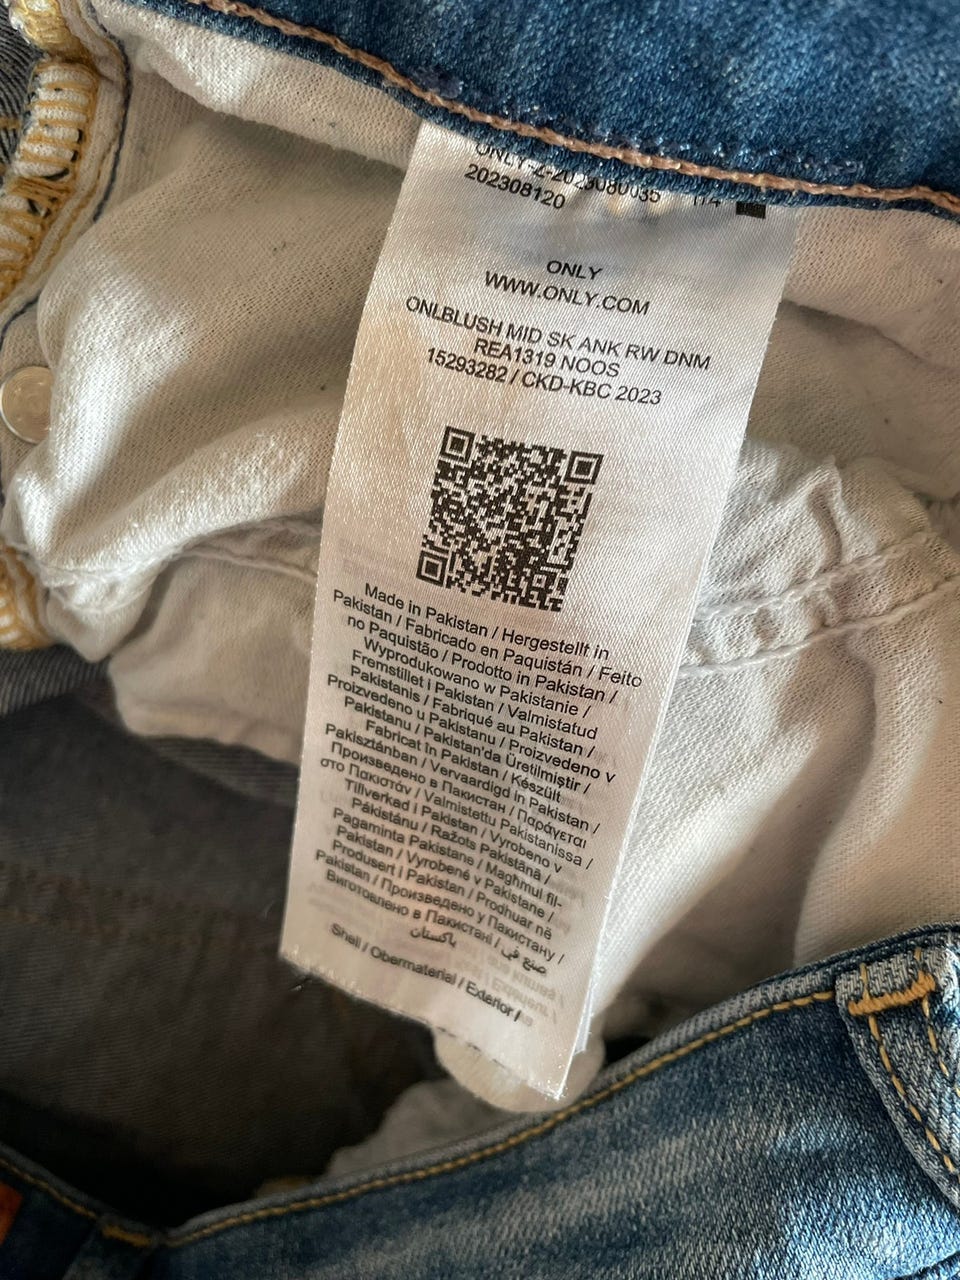 ONLY-Z-2023080035 114
202308120
ONLY
WWW.ONLY.COM
ONLBLUSH MID SK ANK RW DNM
REA1319 NOOS
15293282 / CKD-KBC 2023
Made in Pakistan / Hergestellt in
Pakistan / Fabricado en Paquistán / Feito
no Paquistão / Prodotto in Pakistan /
Wyprodukowano w Pakistanie /
Fremstillet i Pakistan / Valmistatud
Pakistanis / Fabriqué au Pakistan /
Proizvedeno u Pakistanu / Proizvedeno v
Pakistanu / Pakistan'da Üretilmiştir /
Fabricat în Pakistan / Készült
Pakisztánban / Vervaardigd in Pakistan /
Произведено в Пакистан / Παράγεται
στο Πακιστάν / Valmistettu Pakistanissa /
Tillverkad i Pakistan / Vyrobeno v
Pákistánu / Ražots Pakistānā /
Pagaminta Pakistane / Magħmul fil-
Pakistan / Vyrobené v Pakistane /
Produsert i Pakistan / Prodhuar në
Pakistan / Произведено у Пакистану /
Виготовлено в Пакистані / صنع في
باكستان
Shell / Obermaterial / Exterior /